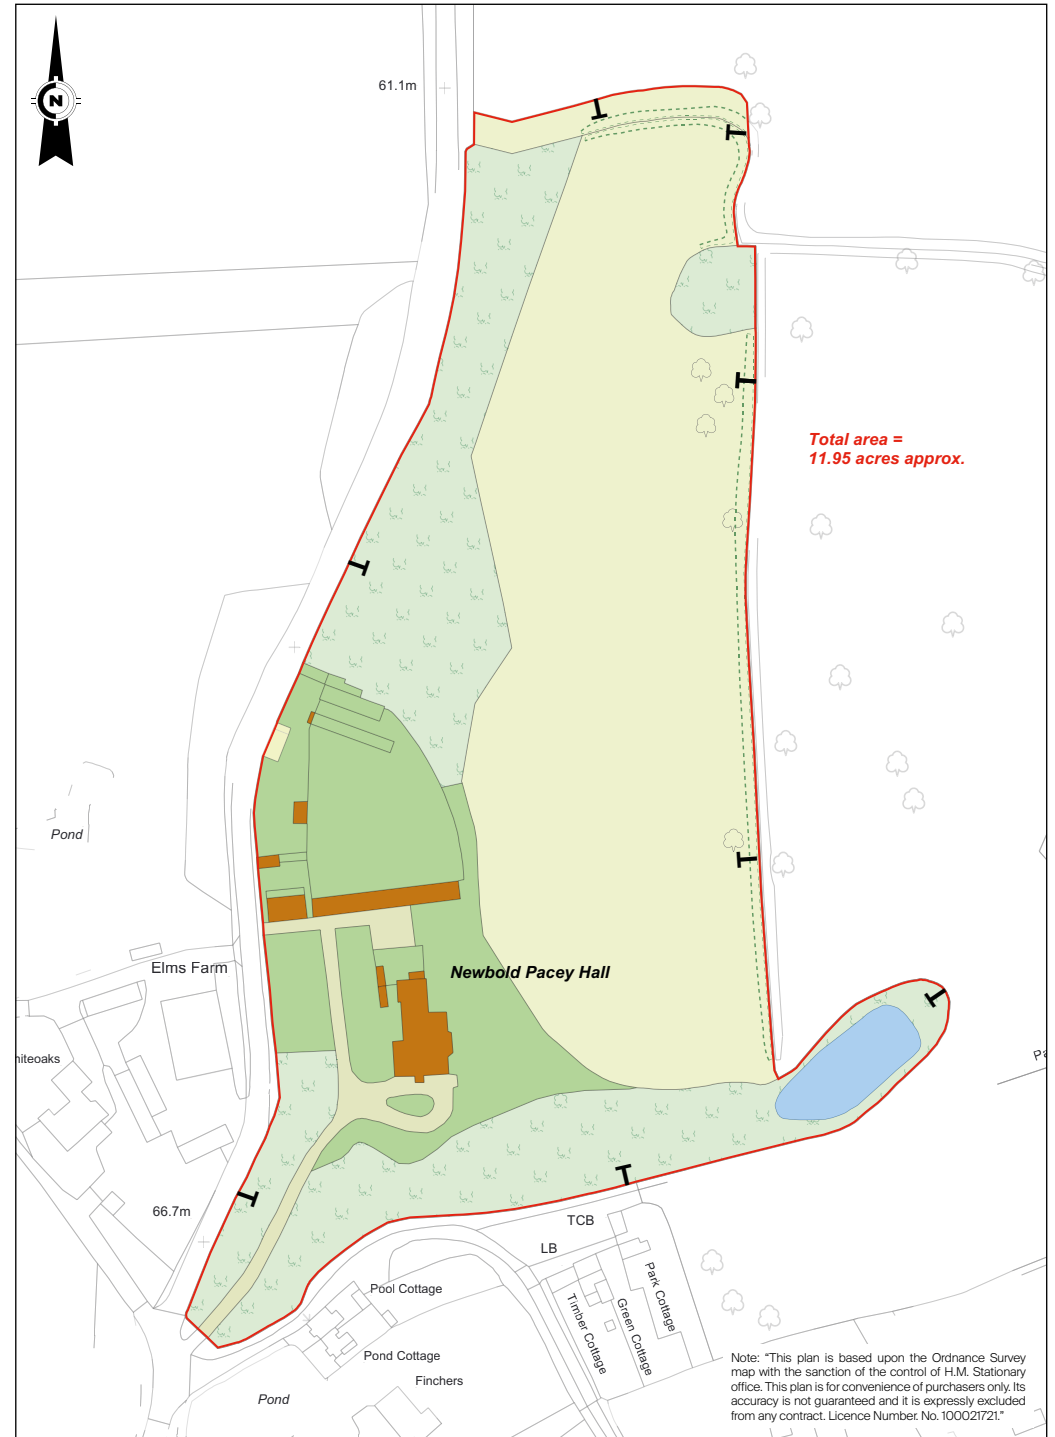 61.1m
N
Total area =
11.95 acres approx.
Pond
Newbold Pacey Hall
Elms Farm
hiteoaks
Pa
66.7m
TCB
LB
Pool Cottage
Park Cottage
Green Cottage
Timber Cottage
Pond Cottage
Finchers
Pond
Note: “This plan is based upon the Ordnance Survey
map with the sanction of the control of H.M. Stationary
office. This plan is for convenience of purchasers only. Its
accuracy is not guaranteed and it is expressly excluded
from any contract. Licence Number. No. 100021721.”